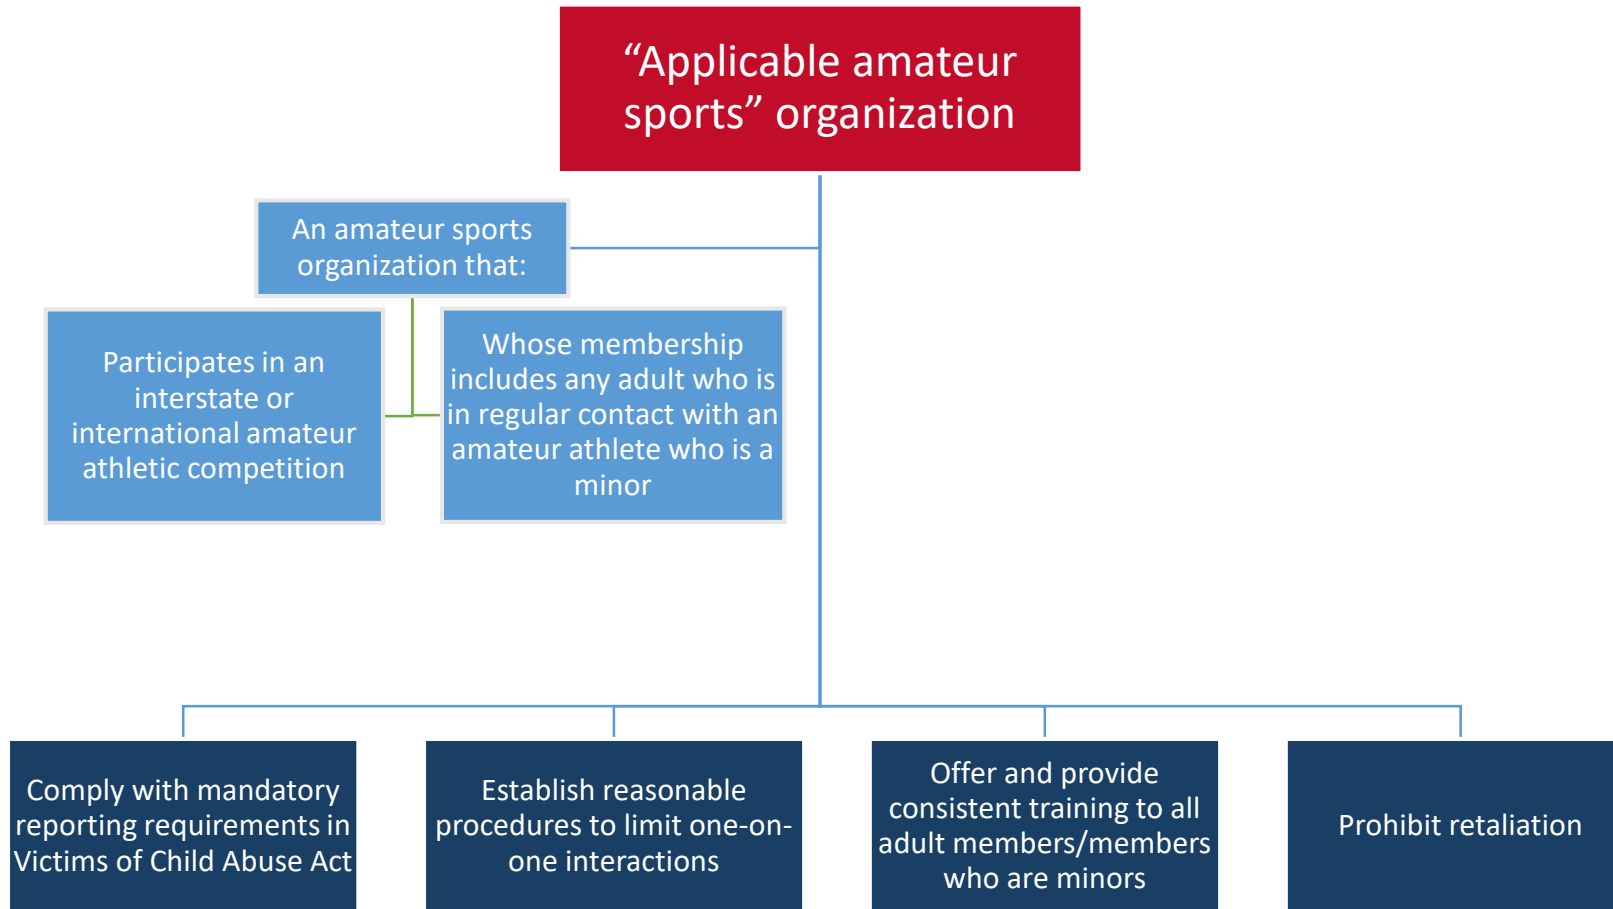 “Applicable amateur
sports” organization
An amateur sports
organization that:
Participates in an
interstate or
international amateur
athletic competition
Whose membership
includes any adult who is
in regular contact with an
amateur athlete who is a
minor
Comply with mandatory
reporting requirements in
Victims of Child Abuse Act
Establish reasonable
procedures to limit one-on-
one interactions
Offer and provide
consistent training to all
adult members/members
who are minors
Prohibit retaliation